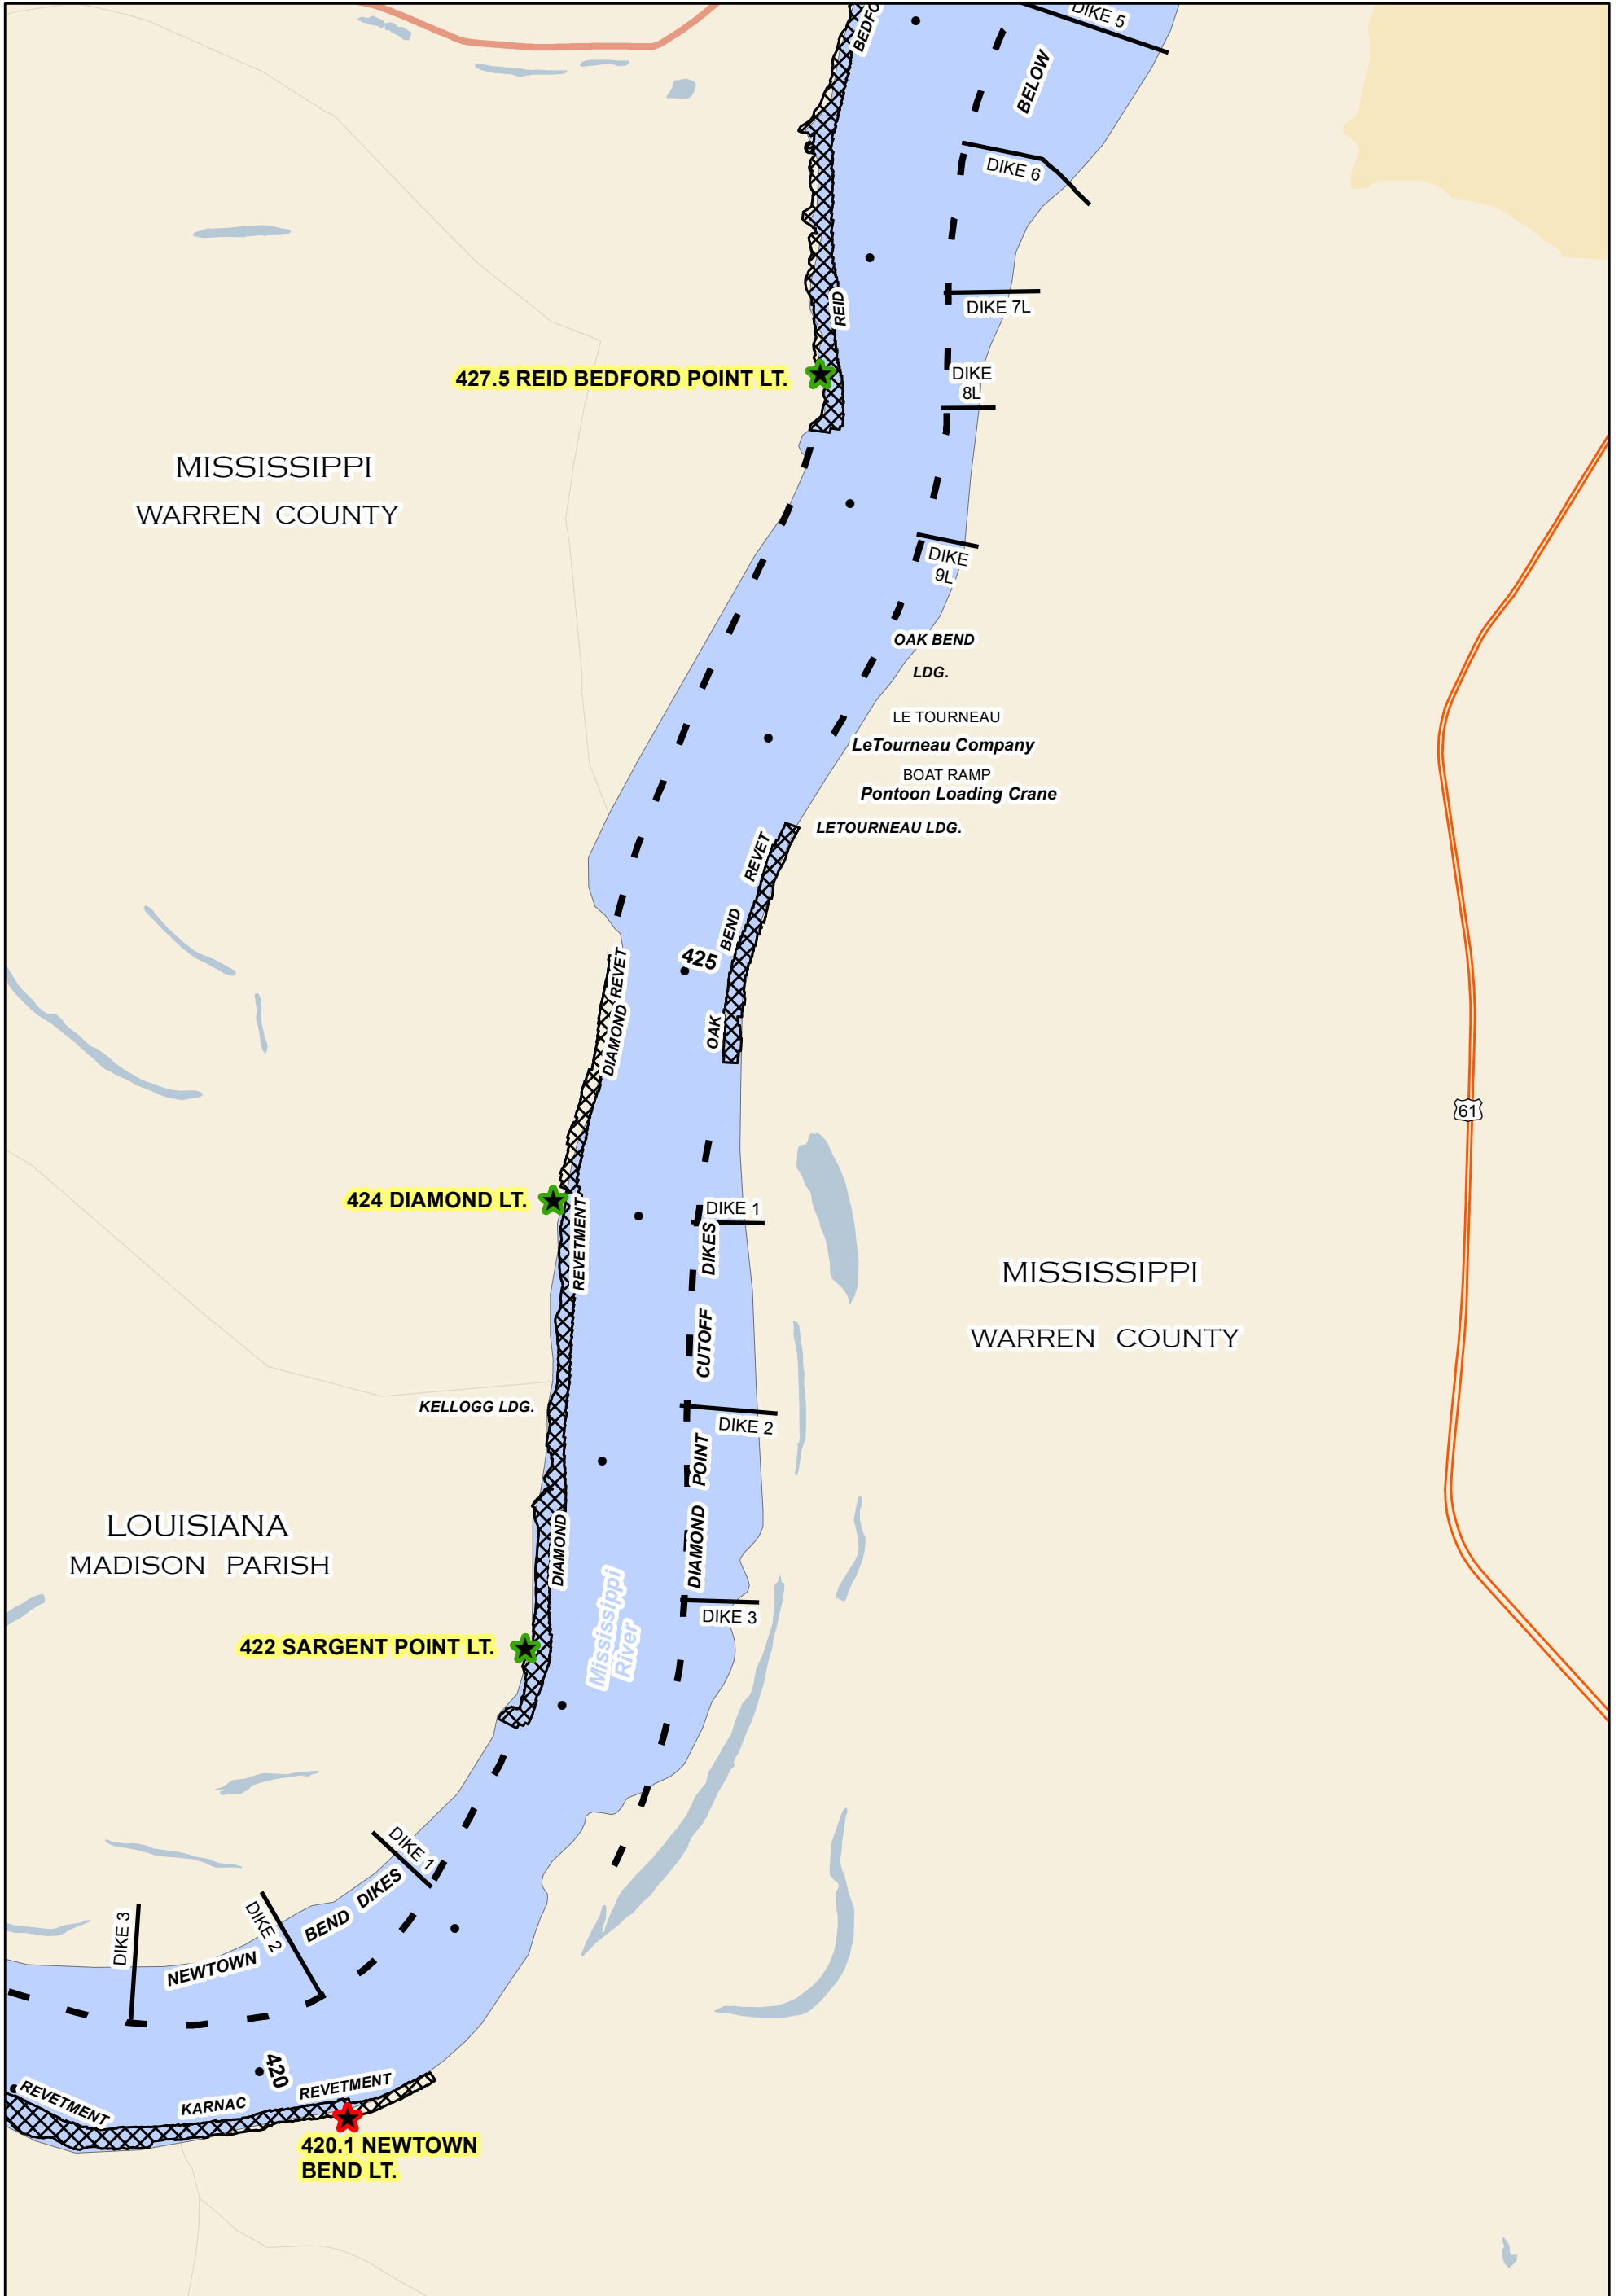 DIKE 5
BEDFO
BELOW
DIKE 6
REID
DIKE 7L
427.5 REID BEDFORD POINT LT.
DIKE
8L
MISSISSIPPI
WARREN COUNTY
DIKE
9L
OAK BEND
LDG.
LE TOURNEAU
LeTourneau Company
BOAT RAMP
Pontoon Loading Crane
LETOURNEAU LDG.
OAK BEND REVET
425
DIAMOND REVET
61
424 DIAMOND LT.
DIKE 1
DIAMOND REVETMENT
DIAMOND POINT CUTOFF DIKES
MISSISSIPPI
WARREN COUNTY
KELLOGG LDG.
DIKE 2
LOUISIANA
MADISON PARISH
Mississippi
River
DIKE 3
422 SARGENT POINT LT.
DIKE 1
NEWTOWN BEND DIKES
DIKE 2
DIKE 3
420
REVETMENT
KARNAC REVETMENT
420.1 NEWTOWN
BEND LT.